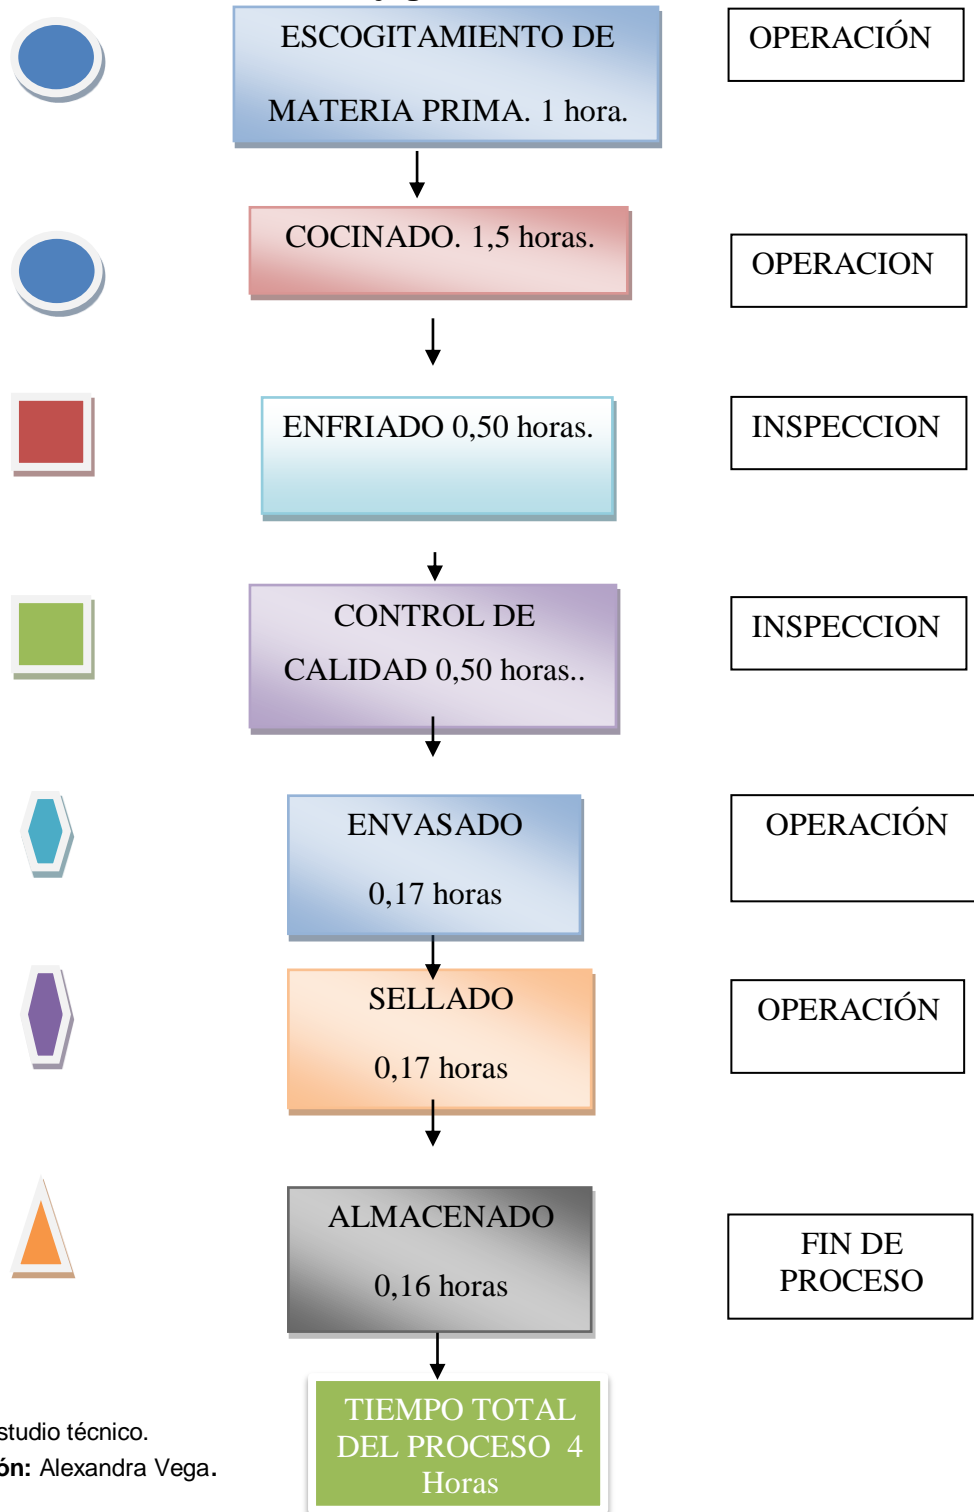 ESCOGITAMIENTO DE
MATERIA PRIMA. 1 hora.
OPERACIÓN
COCINADO. 1,5 horas.
OPERACION
ENFRIADO 0,50 horas.
INSPECCION
CONTROL DE
CALIDAD 0,50 horas..
INSPECCION
ENVASADO
0,17 horas
OPERACIÓN
SELLADO
0,17 horas
OPERACIÓN
ALMACENADO
0,16 horas
FIN DE
PROCESO
TIEMPO TOTAL
DEL PROCESO 4
Horas
studio técnico.
ón: Alexandra Vega.